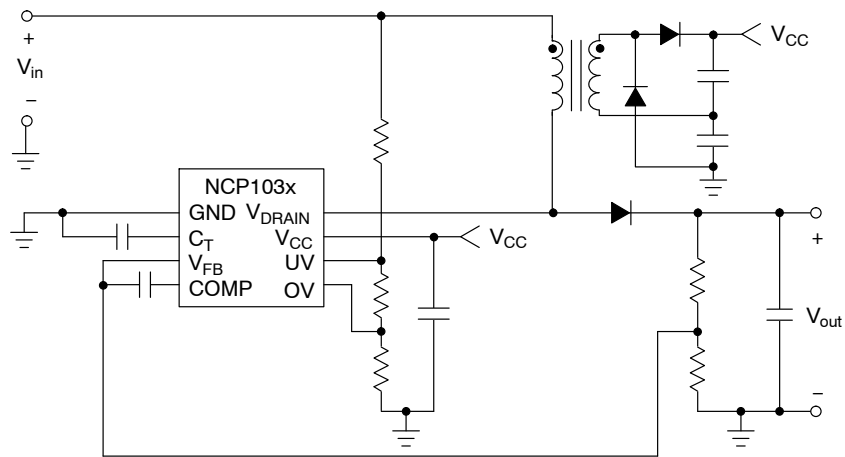 +
V_in
−
V_CC
NCP103x
GND V_DRAIN
C_T V_CC
V_FB UV
COMP OV
V_CC
+
V_out
−